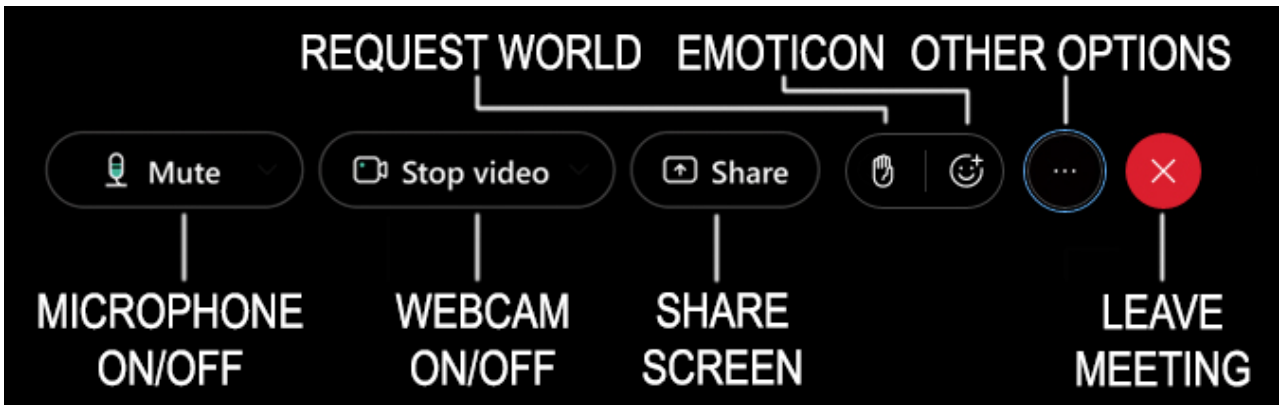 REQUEST WORLD EMOTICON OTHER OPTIONS
Mute Stop video Share
MICROPHONE WEBCAM SHARE LEAVE
ON/OFF ON/OFF SCREEN MEETING